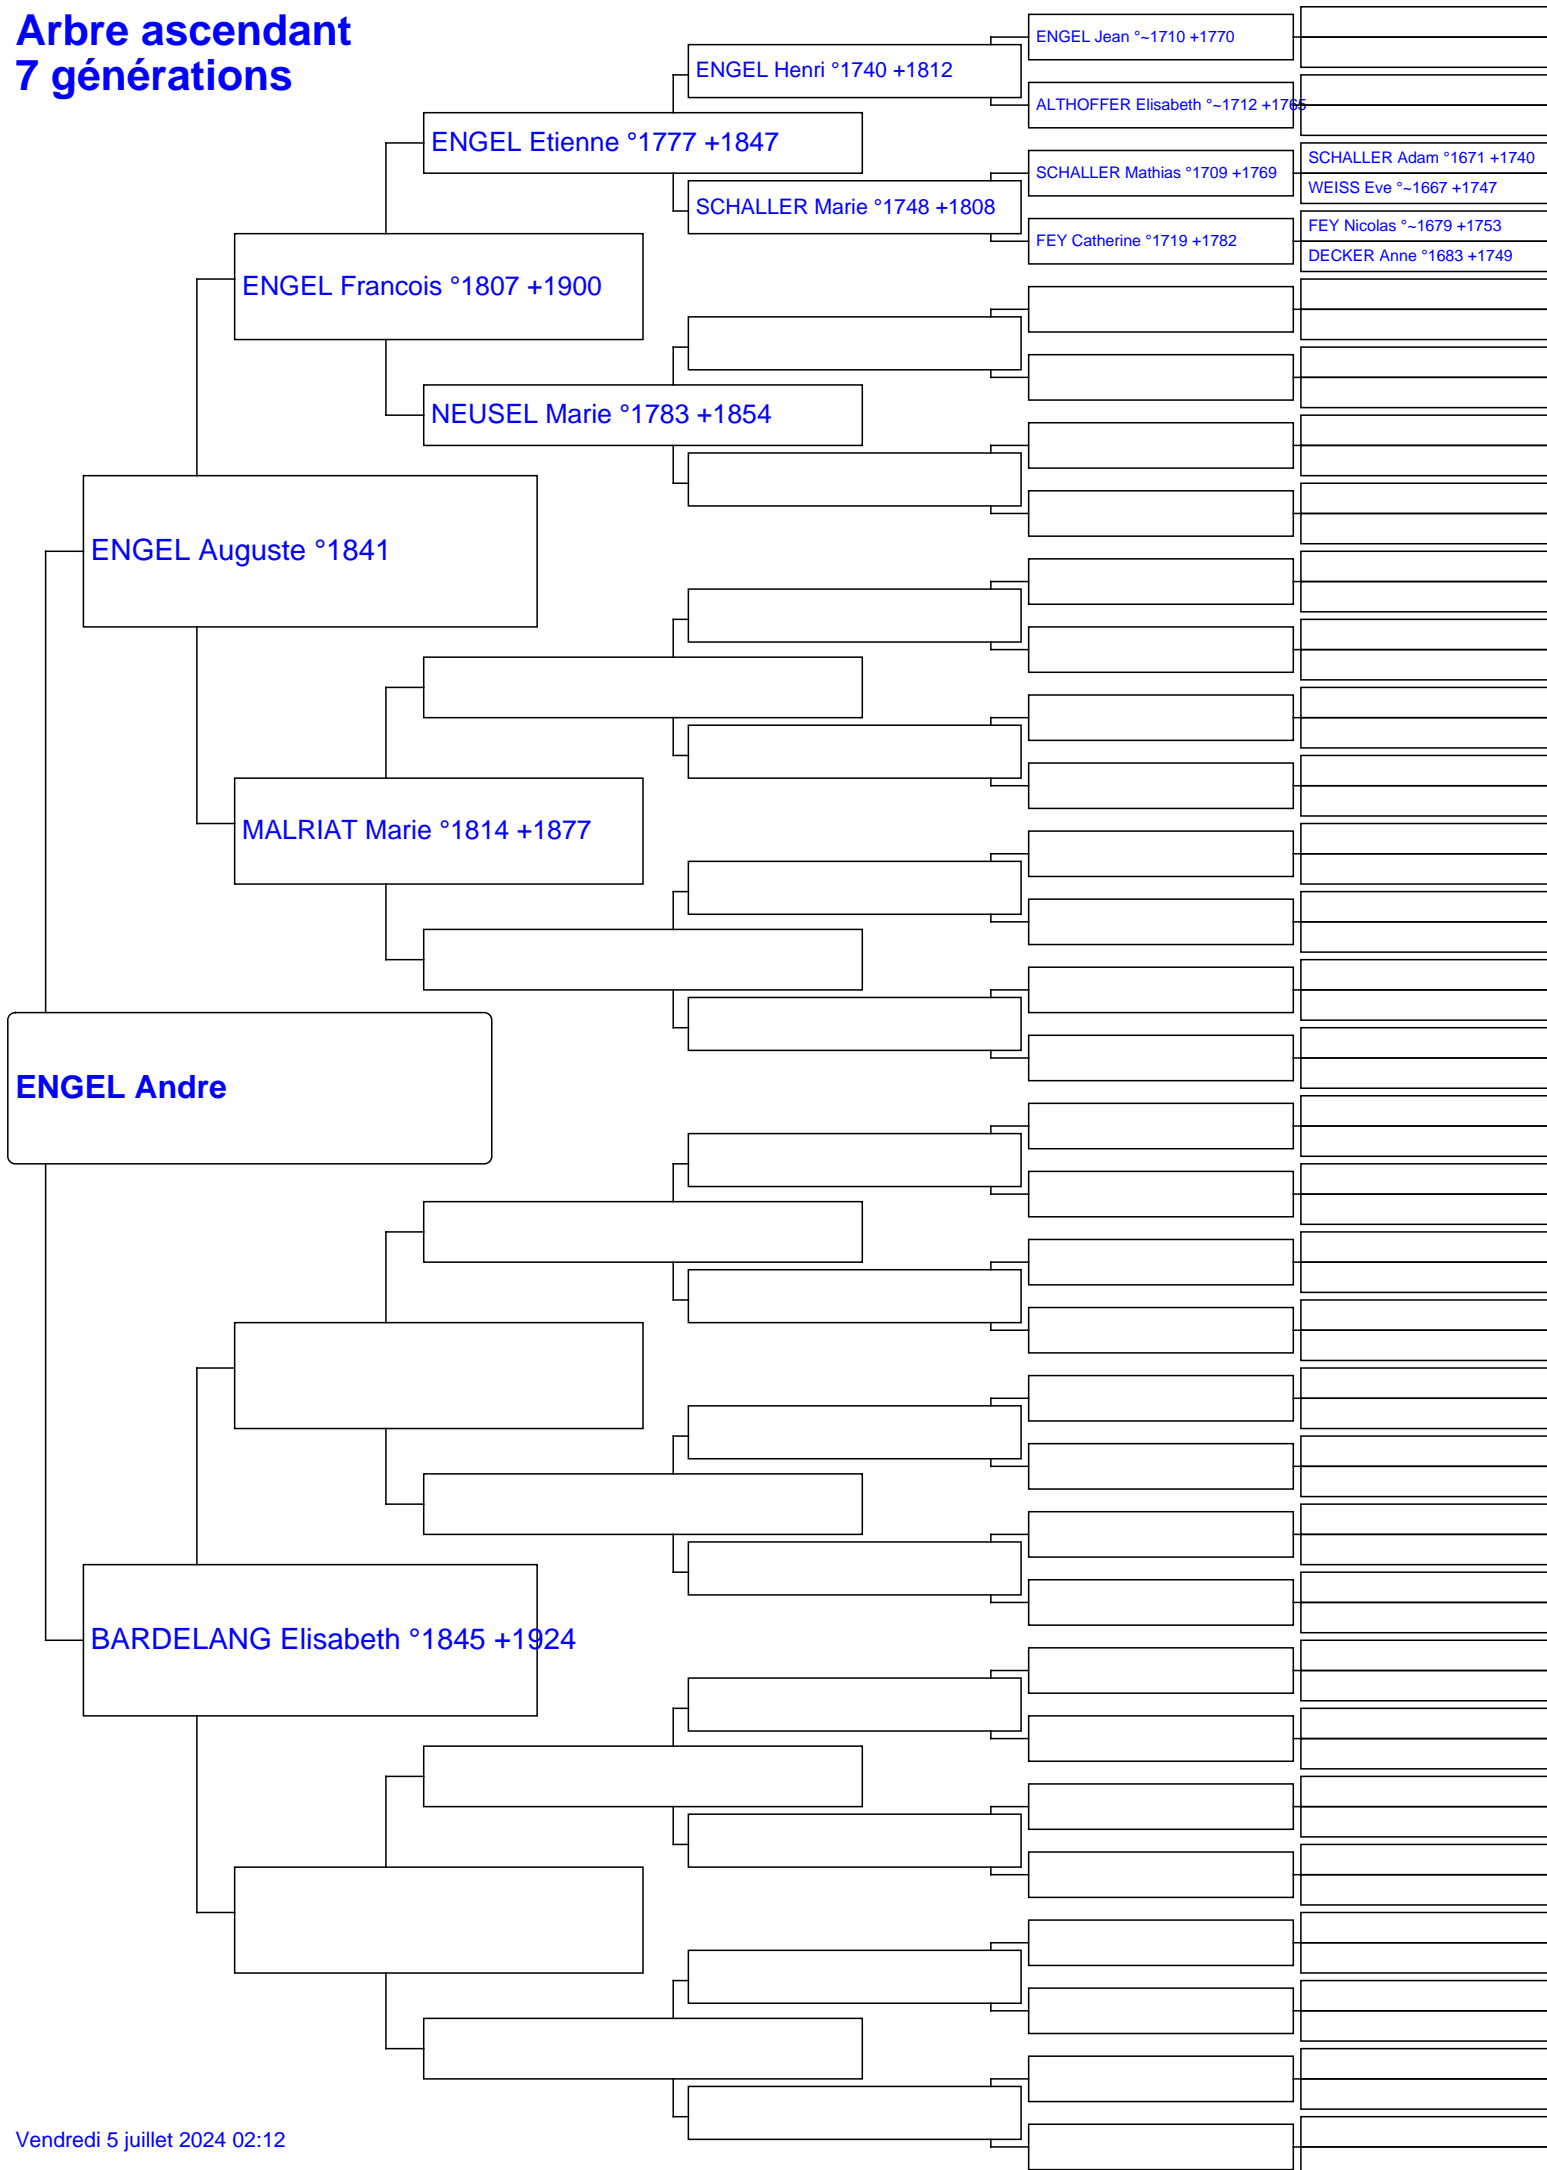 Arbre ascendant
7 générations
ENGEL Jean °~1710 +1770
ENGEL Henri °1740 +1812
ALTHOFFER Elisabeth °~1712 +1765
ENGEL Etienne °1777 +1847
SCHALLER Adam °1671 +1740
SCHALLER Mathias °1709 +1769
WEISS Eve °~1667 +1747
SCHALLER Marie °1748 +1808
FEY Nicolas °~1679 +1753
FEY Catherine °1719 +1782
DECKER Anne °1683 +1749
ENGEL Francois °1807 +1900
NEUSEL Marie °1783 +1854
ENGEL Auguste °1841
MALRIAT Marie °1814 +1877
ENGEL Andre
BARDELANG Elisabeth °1845 +1924
Vendredi 5 juillet 2024 02:12